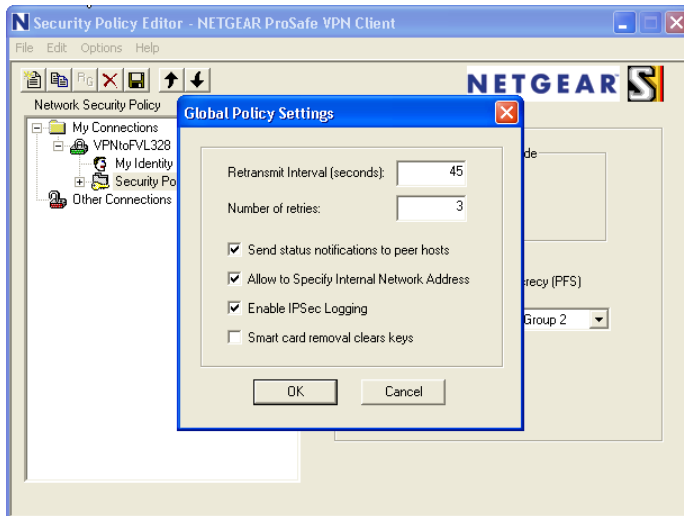 Security Policy Editor - NETGEAR ProSafe VPN Client
File Edit Options Help
Network Security Policy
NETGEAR
My Connections
VPNtoFVL328
My Identity
Security Po
Other Connections
Global Policy Settings
Retransmit Interval (seconds): 45
Number of retries: 3
Send status notifications to peer hosts
Allow to Specify Internal Network Address
Enable IPSec Logging
Smart card removal clears keys
OK Cancel
de
recy (PFS)
Group 2